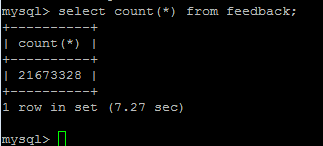 mysql> select count(*) from feedback;
+----------+
| count(*) |
+----------+
| 21673328 |
+----------+
1 row in set (7.27 sec)
mysql>